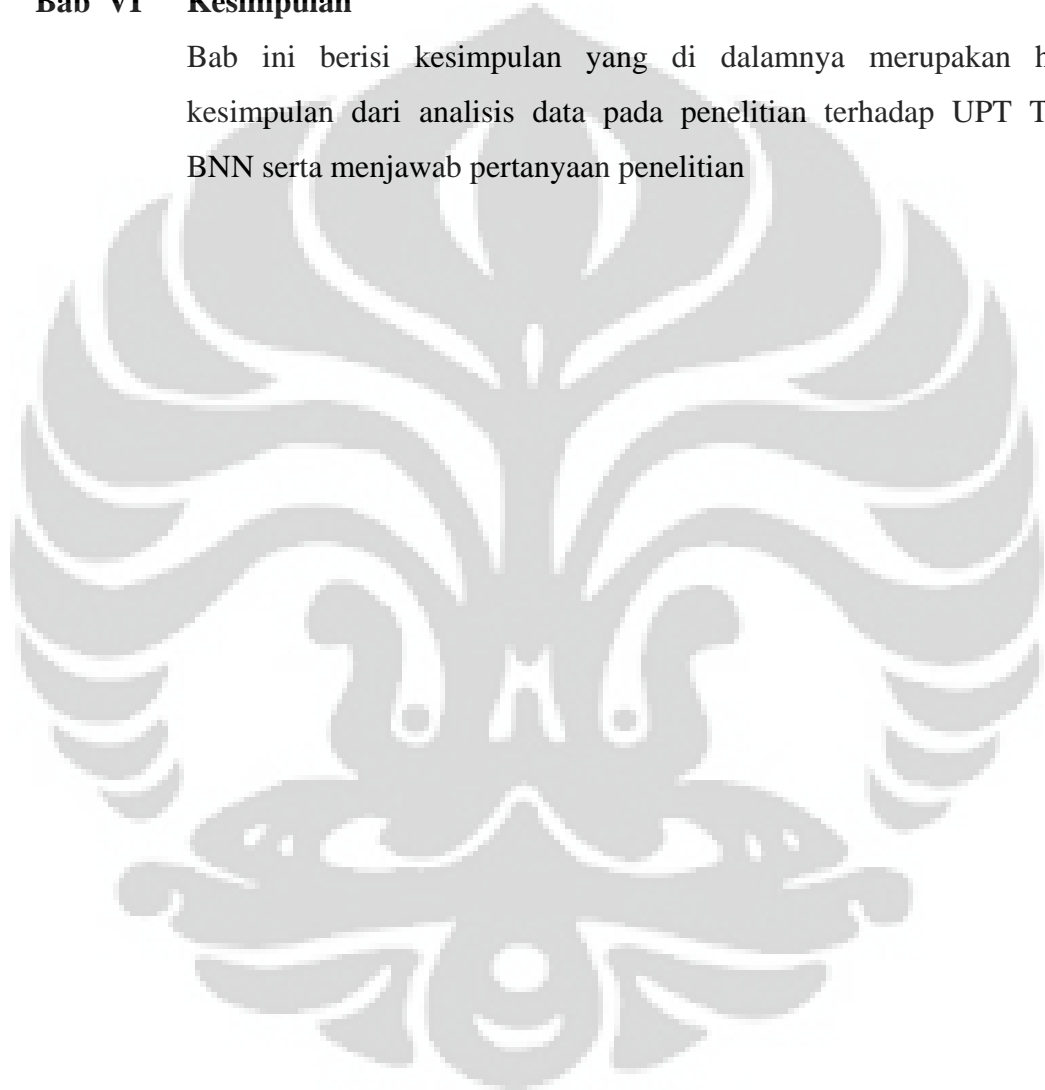 Bab VI Kesimpulan
Bab ini berisi kesimpulan yang di dalamnya merupakan
kesimpulan dari analisis data pada penelitian terhadap UPT
BNN serta menjawab pertanyaan penelitian